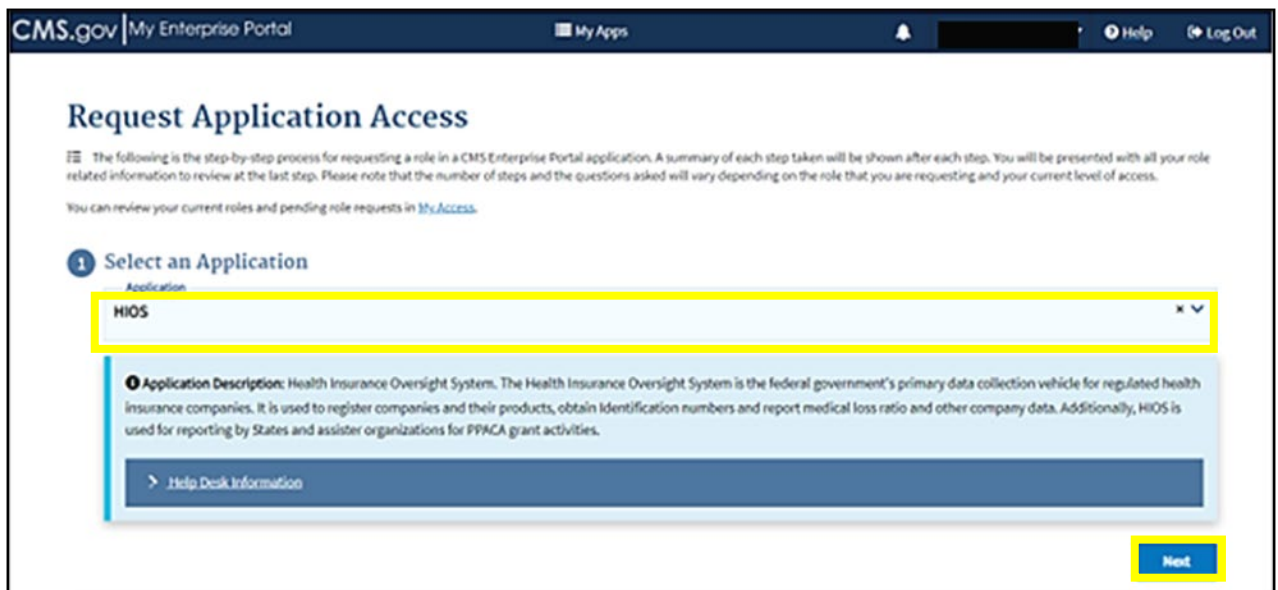 CMS.gov My Enterprise Portal My Apps Help Log Out
Request Application Access
The following is the step-by-step process for requesting a role in a CMS Enterprise Portal application. A summary of each step taken will be shown after each step. You will be presented with all your role
related information to review at the last step. Please note that the number of steps and the questions asked will vary depending on the role that you are requesting and your current level of access.
You can review your current roles and pending role requests in My Access.
1 Select an Application
Application
HIOS
Application Description: Health Insurance Oversight System. The Health Insurance Oversight System is the federal government's primary data collection vehicle for regulated health
insurance companies. It is used to register companies and their products, obtain Identification numbers and report medical loss ratio and other company data. Additionally, HIOS is
used for reporting by States and assister organizations for PPACA grant activities.
Help Desk Information
Next